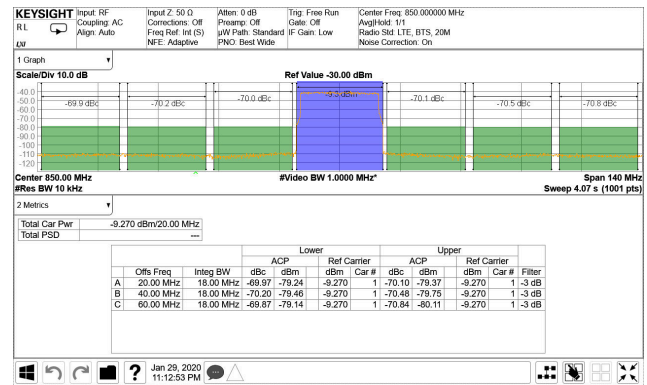 KEYSIGHT Input: RF Input Z: 50 Ω Atten: 0 dB Trig: Free Run Center Freq: 850.000000 MHz
RL Coupling: AC Corrections: Off Preamp: Off Gate: Off Avg|Hold: 1/1
Align: Auto Freq Ref: Int (S) µW Path: Standard IF Gain: Low Radio Std: LTE, BTS, 20M
LXI NFE: Adaptive PNO: Best Wide Noise Correction: On
1 Graph
Scale/Div 10.0 dB Ref Value -30.00 dBm
-40.0
-50.0 -69.9 dBc -70.2 dBc -70.0 dBc -9.3 dBm -70.1 dBc -70.5 dBc -70.8 dBc
-60.0
-70.0
-80.0
-90.0
-100
-110
-120
Center 850.00 MHz #Video BW 1.0000 MHz* Span 140 MHz
#Res BW 10 kHz Sweep 4.07 s (1001 pts)
2 Metrics
Total Car Pwr -9.270 dBm/20.00 MHz
Total PSD ---
Lower Upper
ACP Ref Carrier ACP Ref Carrier
Offs Freq Integ BW dBc dBm dBm Car # dBc dBm dBm Car # Filter
A 20.00 MHz 18.00 MHz -69.97 -79.24 -9.270 1 -70.10 -79.37 -9.270 1 -3 dB
B 40.00 MHz 18.00 MHz -70.20 -79.46 -9.270 1 -70.48 -79.75 -9.270 1 -3 dB
C 60.00 MHz 18.00 MHz -69.87 -79.14 -9.270 1 -70.84 -80.11 -9.270 1 -3 dB
? Jan 29, 2020
11:12:53 PM